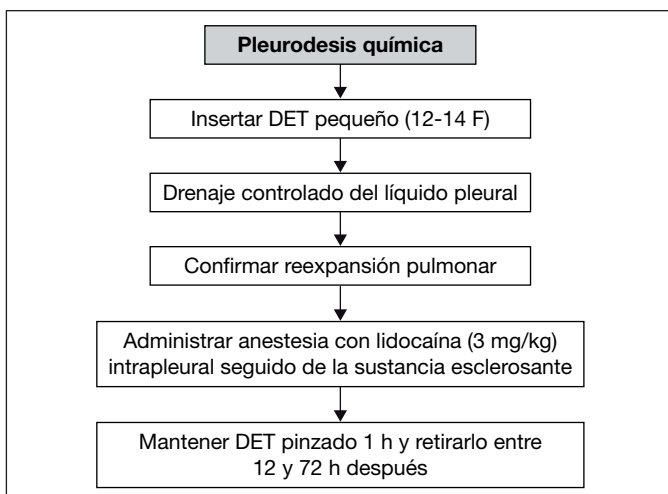 Pleurodesis química
Insertar DET pequeño (12-14 F)
Drenaje controlado del líquido pleural
Confirmar reexpansión pulmonar
Administrar anestesia con lidocaína (3 mg/kg)
intrapleural seguido de la sustancia esclerosante
Mantener DET pinzado 1 h y retirarlo entre
12 y 72 h después